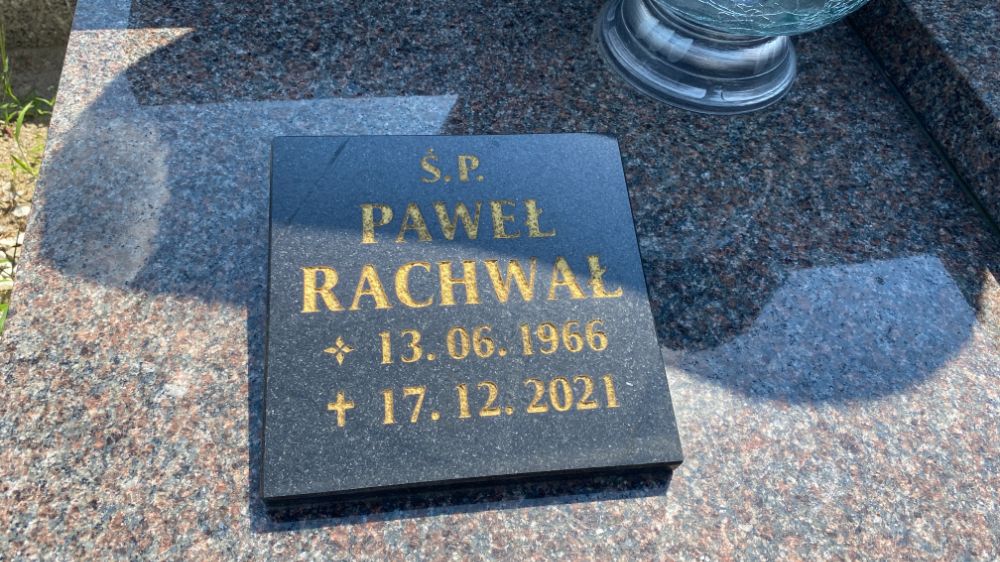 Ś.P.
PAWEŁ
RACHWAŁ
✧ 13. 06. 1966
✝ 17. 12. 2021